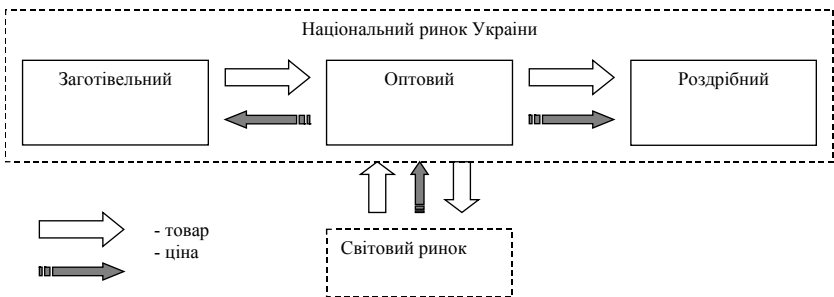 Національний ринок України
Заготівельний
Оптовий
Роздрібний
- товар
- ціна
Світовий ринок